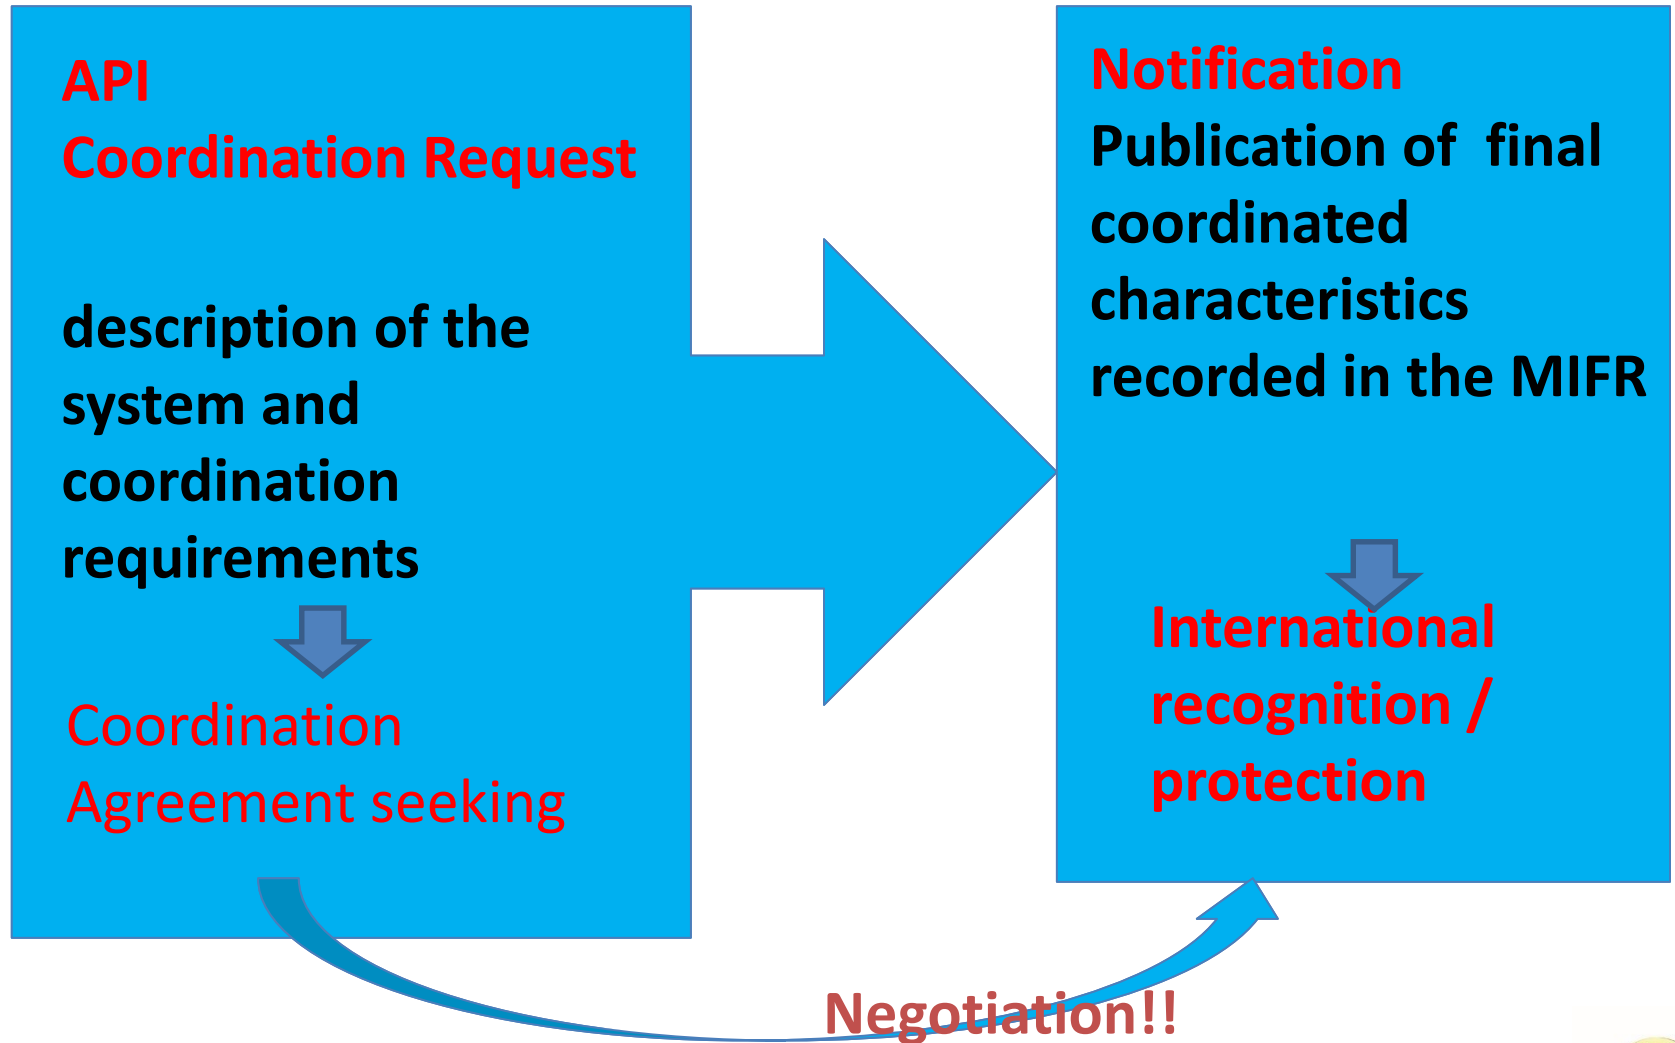 API
Coordination Request
description of the
system and
coordination
requirements
Coordination
Agreement seeking
Notification
Publication of  final
coordinated
characteristics
recorded in the MIFR
International
recognition /
protection
Negotiation!!